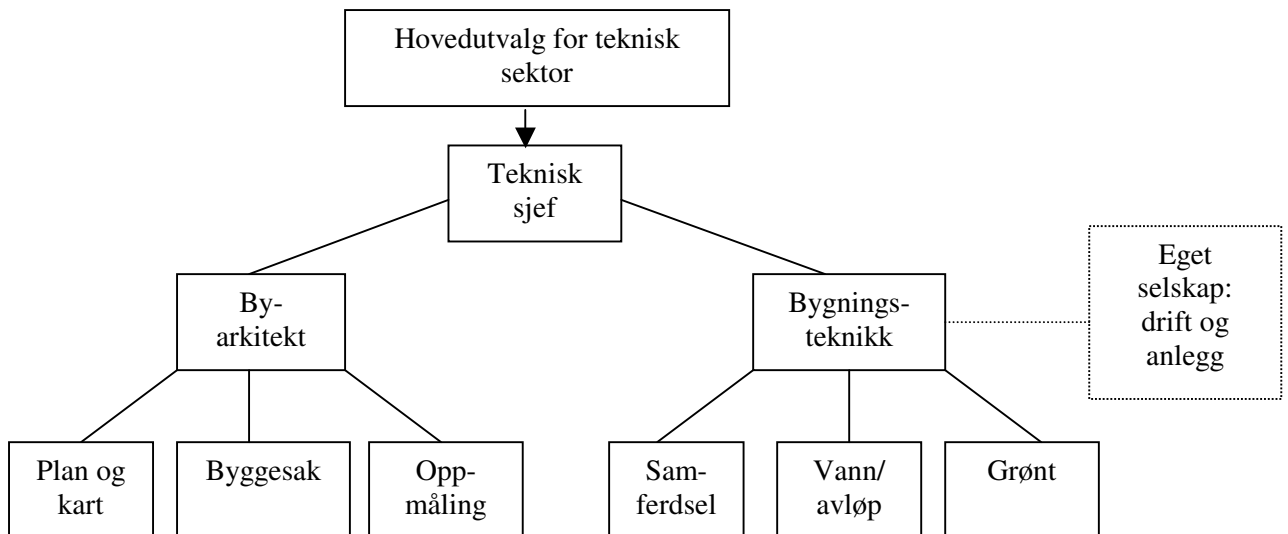 Hovedutvalg for teknisk
sektor
Teknisk
sjef
By-
arkitekt
Bygnings-
teknikk
Eget
selskap:
drift og
anlegg
Plan og
kart
Byggesak
Opp-
måling
Sam-
ferdsel
Vann/
avløp
Grønt